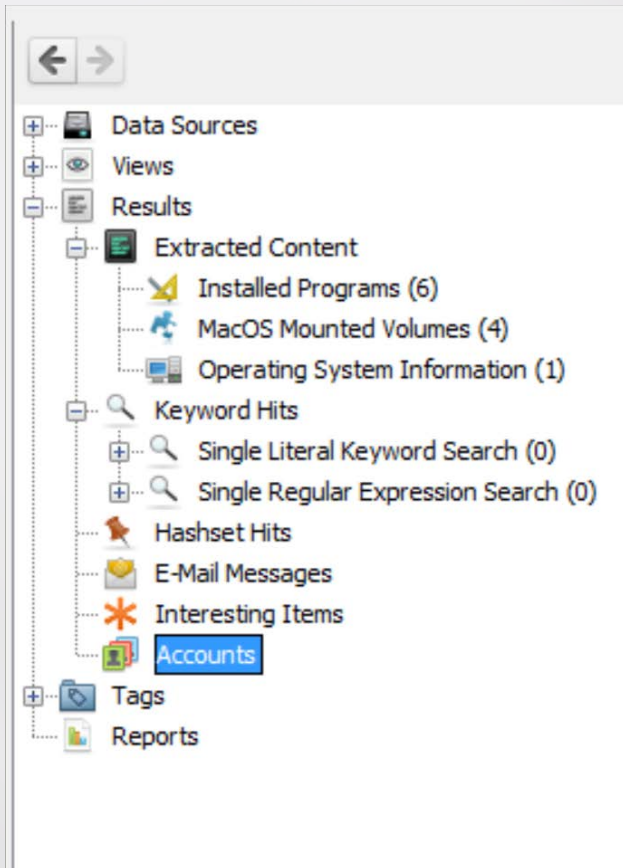 Data Sources
Views
Results
Extracted Content
Installed Programs (6)
MacOS Mounted Volumes (4)
Operating System Information (1)
Keyword Hits
Single Literal Keyword Search (0)
Single Regular Expression Search (0)
Hashset Hits
E-Mail Messages
Interesting Items
Accounts
Tags
Reports